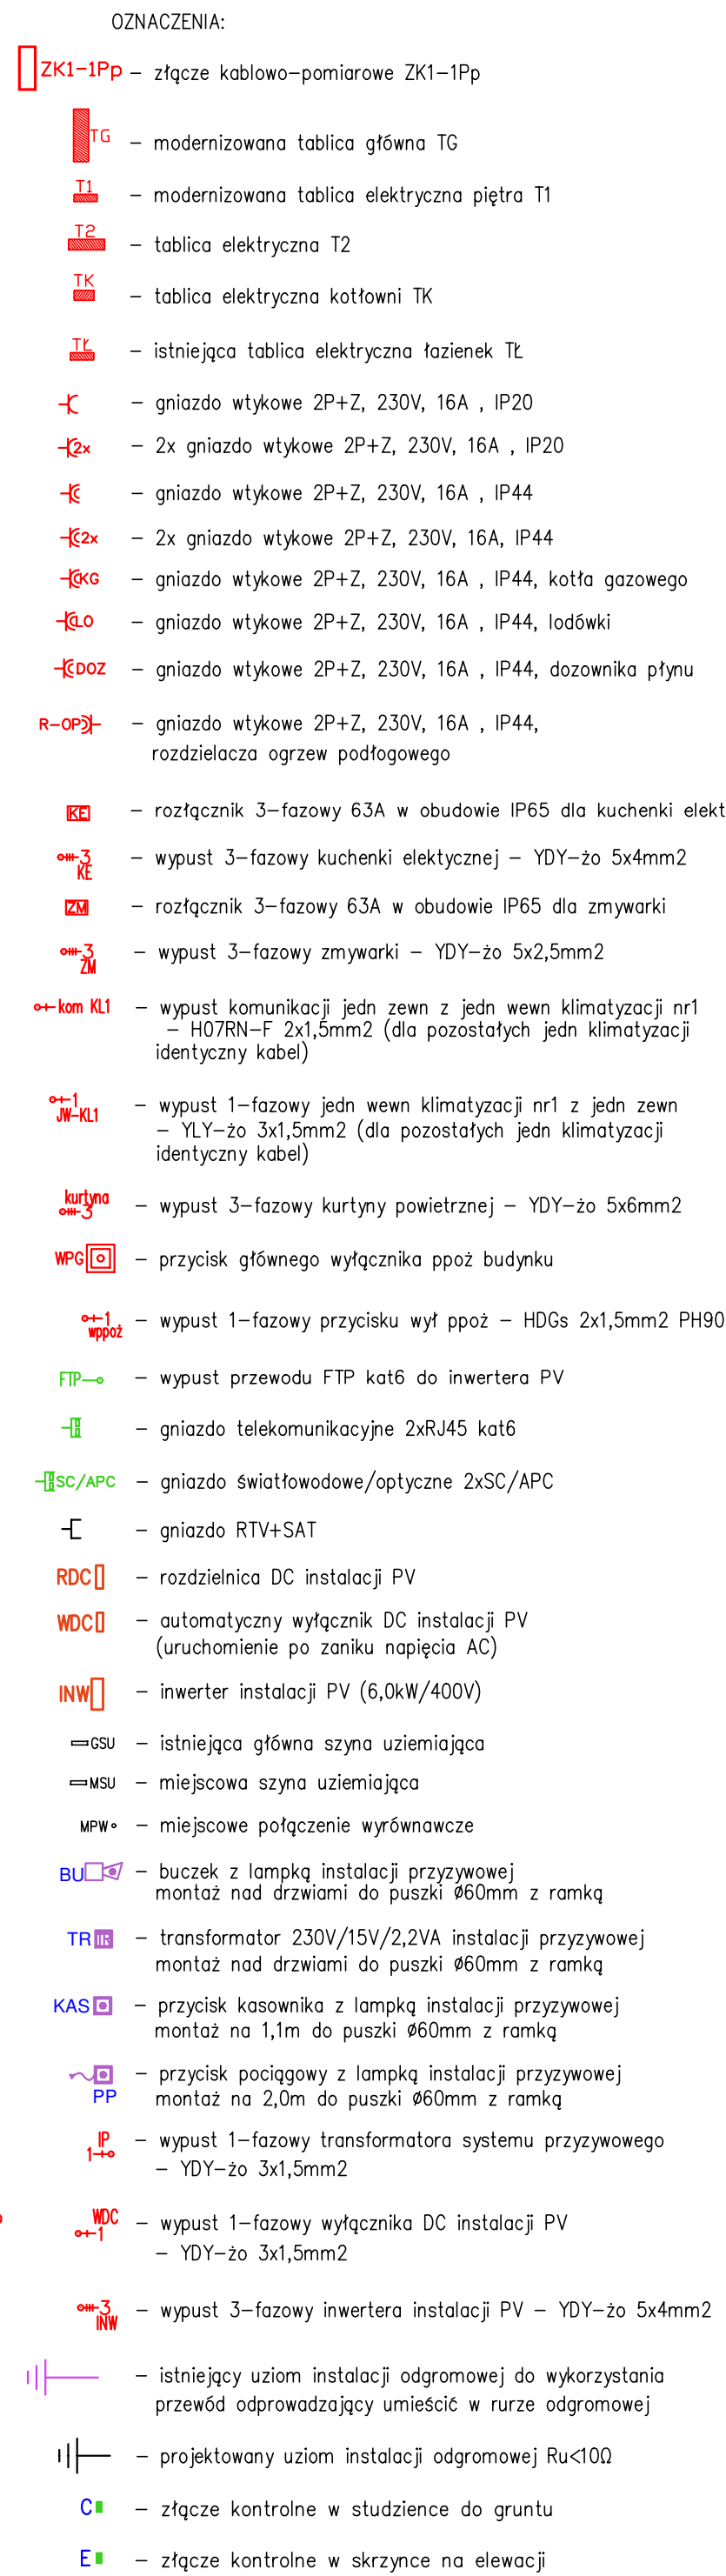 OZNACZENIA:
ZK1-1Pp - złącze kablowo-pomiarowe ZK1-1Pp
TG - modernizowana tablica główna TG
T1 - modernizowana tablica elektryczna piętra T1
T2 - tablica elektryczna T2
TK - tablica elektryczna kotłowni TK
TŁ - istniejąca tablica elektryczna łazienek TŁ
- gniazdo wtykowe 2P+Z, 230V, 16A , IP20
2x - 2x gniazdo wtykowe 2P+Z, 230V, 16A , IP20
- gniazdo wtykowe 2P+Z, 230V, 16A , IP44
2x - 2x gniazdo wtykowe 2P+Z, 230V, 16A, IP44
KG - gniazdo wtykowe 2P+Z, 230V, 16A , IP44, kotła gazowego
LO - gniazdo wtykowe 2P+Z, 230V, 16A , IP44, lodówki
DOZ - gniazdo wtykowe 2P+Z, 230V, 16A , IP44, dozownika płynu
R-OP - gniazdo wtykowe 2P+Z, 230V, 16A , IP44,
rozdzielacza ogrzew podłogowego
KE - rozłącznik 3-fazowy 63A w obudowie IP65 dla kuchenki elekt
3 - wypust 3-fazowy kuchenki elektycznej - YDY-żo 5x4mm2
KE
ZM - rozłącznik 3-fazowy 63A w obudowie IP65 dla zmywarki
3 - wypust 3-fazowy zmywarki - YDY-żo 5x2,5mm2
ZM
kom KL1 - wypust komunikacji jedn zewn z jedn wewn klimatyzacji nr1
- H07RN-F 2x1,5mm2 (dla pozostałych jedn klimatyzacji
identyczny kabel)
1 - wypust 1-fazowy jedn wewn klimatyzacji nr1 z jedn zewn
JW-KL1
- YLY-żo 3x1,5mm2 (dla pozostałych jedn klimatyzacji
identyczny kabel)
kurtyna
3 - wypust 3-fazowy kurtyny powietrznej - YDY-żo 5x6mm2
WPG - przycisk głównego wyłącznika ppoż budynku
1 - wypust 1-fazowy przycisku wył ppoż - HDGs 2x1,5mm2 PH90
wppoż
FTP - wypust przewodu FTP kat6 do inwertera PV
- gniazdo telekomunikacyjne 2xRJ45 kat6
SC/APC - gniazdo światłowodowe/optyczne 2xSC/APC
- gniazdo RTV+SAT
RDC - rozdzielnica DC instalacji PV
WDC - automatyczny wyłącznik DC instalacji PV
(uruchomienie po zaniku napięcia AC)
INW - inwerter instalacji PV (6,0kW/400V)
GSU - istniejąca główna szyna uziemiająca
MSU - miejscowa szyna uziemiająca
MPW - miejscowe połączenie wyrównawcze
BU - buczek z lampką instalacji przyzywowej
montaż nad drzwiami do puszki Ø60mm z ramką
TR - transformator 230V/15V/2,2VA instalacji przyzywowej
montaż nad drzwiami do puszki Ø60mm z ramką
KAS - przycisk kasownika z lampką instalacji przyzywowej
montaż na 1,1m do puszki Ø60mm z ramką
- przycisk pociągowy z lampką instalacji przyzywowej
PP montaż na 2,0m do puszki Ø60mm z ramką
IP - wypust 1-fazowy transformatora systemu przyzywowego
1
- YDY-żo 3x1,5mm2
WDC - wypust 1-fazowy wyłącznika DC instalacji PV
1
- YDY-żo 3x1,5mm2
3 - wypust 3-fazowy inwertera instalacji PV - YDY-żo 5x4mm2
INW
- istniejący uziom instalacji odgromowej do wykorzystania
przewód odprowadzający umieścić w rurze odgromowej
- projektowany uziom instalacji odgromowej Ru<10Ω
C - złącze kontrolne w studzience do gruntu
E - złącze kontrolne w skrzynce na elewacji